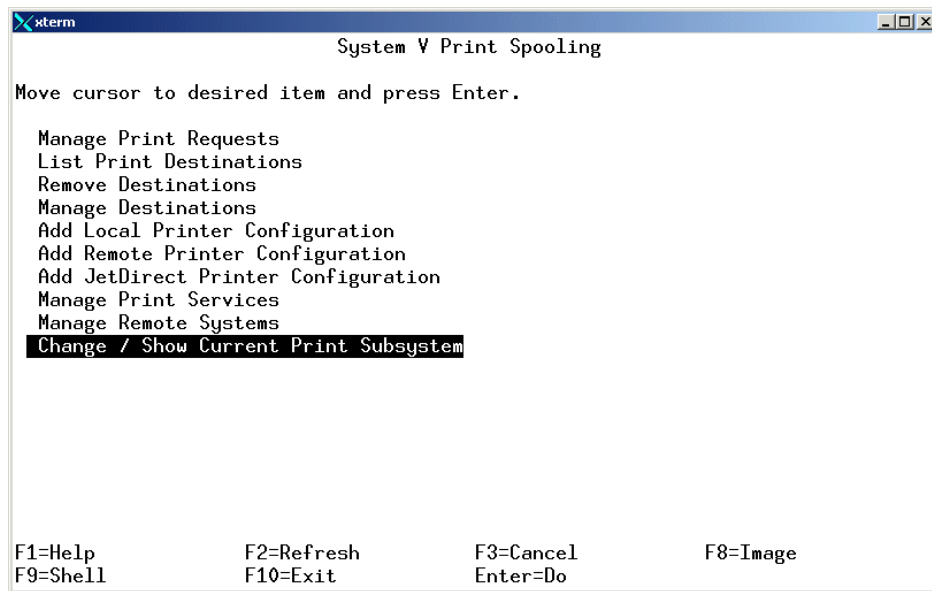 xterm
System V Print Spooling
Move cursor to desired item and press Enter.
Manage Print Requests
List Print Destinations
Remove Destinations
Manage Destinations
Add Local Printer Configuration
Add Remote Printer Configuration
Add JetDirect Printer Configuration
Manage Print Services
Manage Remote Systems
Change / Show Current Print Subsystem
F1=Help F2=Refresh F3=Cancel F8=Image
F9=Shell F10=Exit Enter=Do